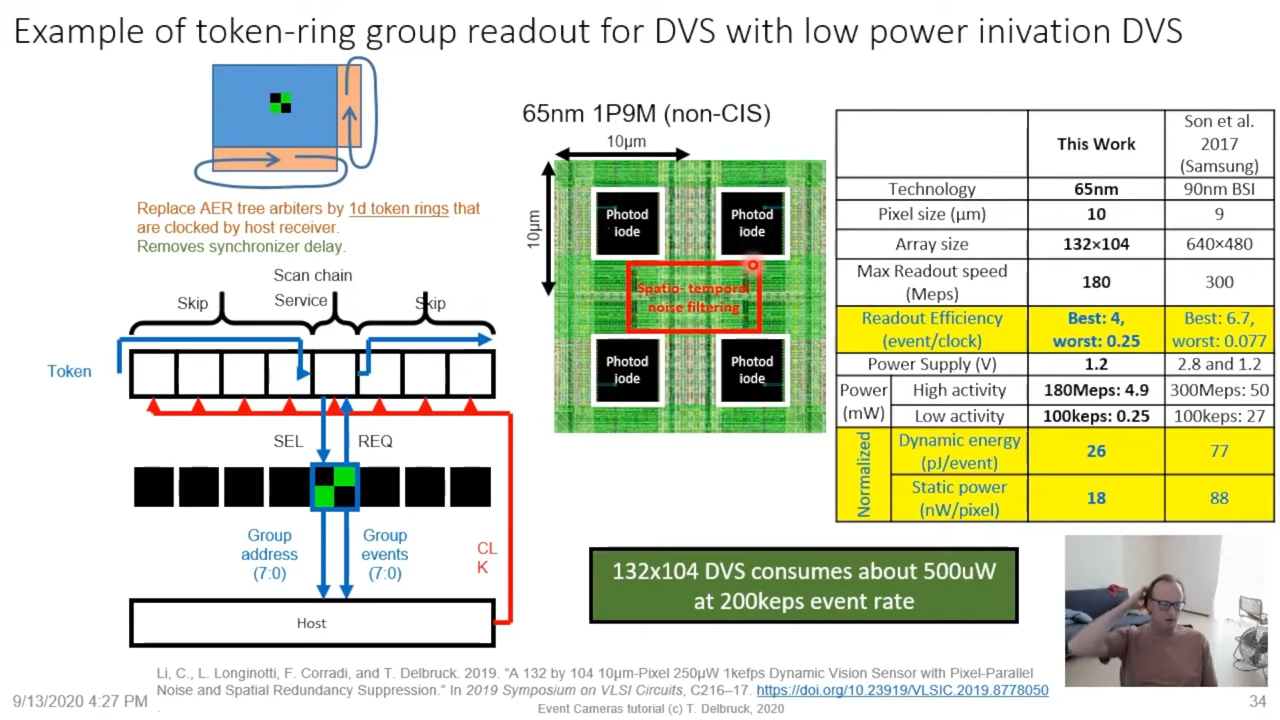 Example of token-ring group readout for DVS with low power inivation DVS
Replace AER tree arbiters by 1d token rings that
are clocked by host receiver.
Removes synchronizer delay.
Scan chain
Skip
Service
Skip
Token
SEL
REQ
Group
address
(7:0)
Group
events
(7:0)
CL
K
Host
65nm 1P9M (non-CIS)
10µm
10µm
Photod
iode
Photod
iode
Spatio- temporal
noise filtering
Photod
iode
Photod
iode
132x104 DVS consumes about 500uW
at 200keps event rate
This Work
Son et al.
2017
(Samsung)
Technology
65nm
90nm BSI
Pixel size (µm)
10
9
Array size
132×104
640×480
Max Readout speed
(Meps)
180
300
Readout Efficiency
(event/clock)
Best: 4,
worst: 0.25
Best: 6.7,
worst: 0.077
Power Supply (V)
1.2
2.8 and 1.2
Power
(mW)
High activity
180Meps: 4.9
300Meps: 50
Low activity
100keps: 0.25
100keps: 27
Normalized
Dynamic energy
(pJ/event)
26
77
Static power
(nW/pixel)
18
88
Li, C., L. Longinotti, F. Corradi, and T. Delbruck. 2019. “A 132 by 104 10µm-Pixel 250µW 1kefps Dynamic Vision Sensor with Pixel-Parallel
Noise and Spatial Redundancy Suppression.” In 2019 Symposium on VLSI Circuits, C216–17. https://doi.org/10.23919/VLSIC.2019.8778050
.
9/13/2020 4:27 PM
Event Cameras tutorial (c) T. Delbruck, 2020
34